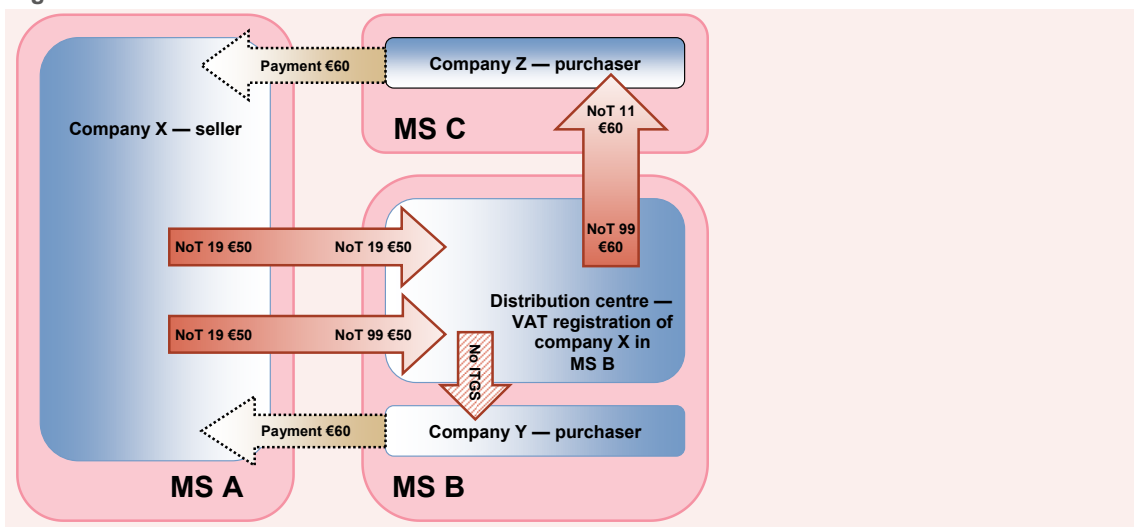 Payment €60
Company Z — purchaser
Company X — seller
MS C
NoT 11
€60
NoT 99
€60
NoT 19 €50
NoT 19 €50
Distribution centre —
VAT registration of
company X in
MS B
NoT 19 €50
NoT 99 €50
No ITGS
Payment €60
Company Y — purchaser
MS A
MS B